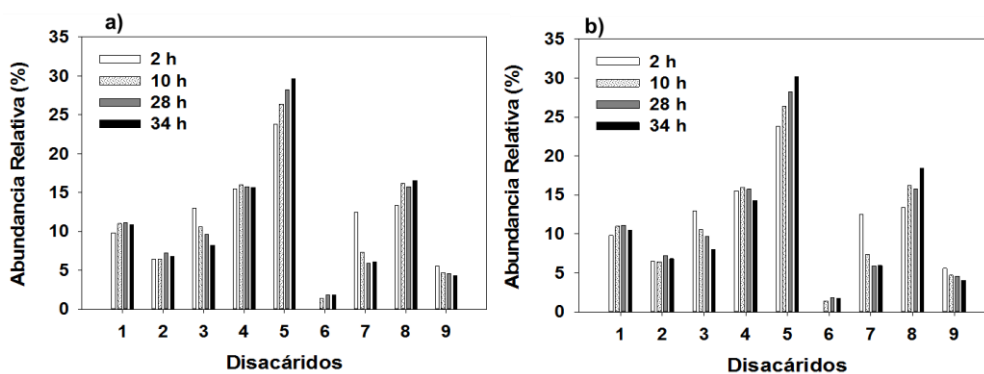 a)
Abundancia Relativa (%)
35
30
25
20
15
10
5
0
2 h
10 h
28 h
34 h
1 2 3 4 5 6 7 8 9
Disacáridos
b)
Abundancia Relativa (%)
35
30
25
20
15
10
5
0
2 h
10 h
28 h
34 h
1 2 3 4 5 6 7 8 9
Disacáridos